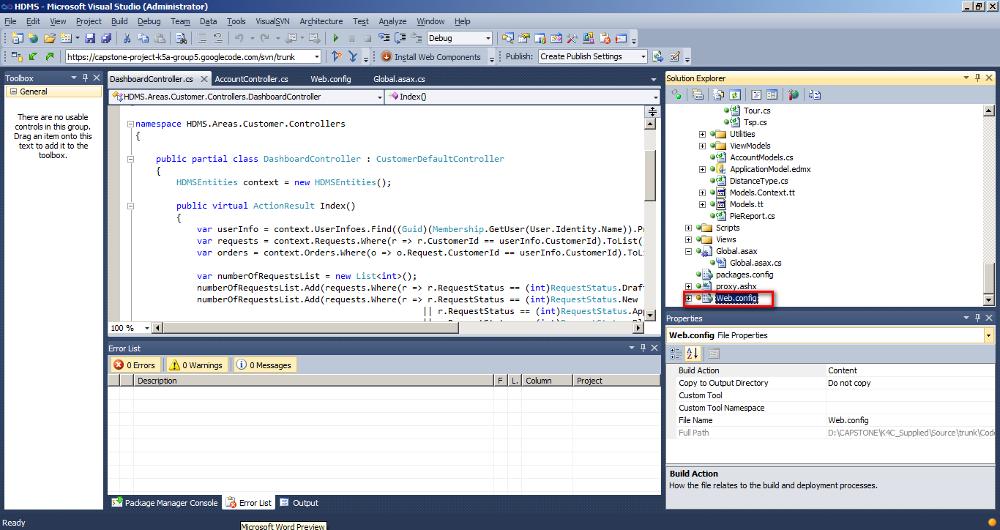 HDMS - Microsoft Visual Studio (Administrator)
File Edit View Project Build Debug Team Data Tools VisualSVN Architecture Test Analyze Window Help
Debug
https://capstone-project-k5a-group5.googlecode.com/svn/trunk Install Web Components Publish: Create Publish Settings
Toolbox
General
There are no usable
controls in this group.
Drag an item onto this
text to add it to the
toolbox.
DashboardController.cs AccountController.cs Web.config Global.asax.cs
HDMS.Areas.Customer.Controllers.DashboardController Index()
namespace HDMS.Areas.Customer.Controllers
{
public partial class DashboardController : CustomerDefaultController
{
HDMSEntities context = new HDMSEntities();
public virtual ActionResult Index()
{
var userInfo = context.UserInfoes.Find((Guid)(Membership.GetUser(User.Identity.Name)).Pr
var requests = context.Requests.Where(r => r.CustomerId == userInfo.CustomerId).ToList(
var orders = context.Orders.Where(o => o.Request.CustomerId == userInfo.CustomerId).ToLi
var numberOfRequestsList = new List<int>();
numberOfRequestsList.Add(requests.Where(r => r.RequestStatus == (int)RequestStatus.Draft
numberOfRequestsList.Add(requests.Where(r => r.RequestStatus == (int)RequestStatus.New
|| r.RequestStatus == (int)RequestStatus.App
100 %
Error List
0 Errors 0 Warnings 0 Messages
Description F. L. Column Project
Package Manager Console Error List Output
Solution Explorer
Tour.cs
Tsp.cs
Utilities
ViewModels
AccountModels.cs
ApplicationModel.edmx
DistanceType.cs
Models.Context.tt
Models.tt
PieReport.cs
Scripts
Views
Global.asax
Global.asax.cs
packages.config
proxy.ashx
Web.config
Properties
Web.config File Properties
Build Action Content
Copy to Output Directory Do not copy
Custom Tool
Custom Tool Namespace
File Name Web.config
Full Path D:\CAPSTONE\K4C_Supplied\Source\trunk\Code
Build Action
How the file relates to the build and deployment processes.
Ready
Microsoft Word Preview